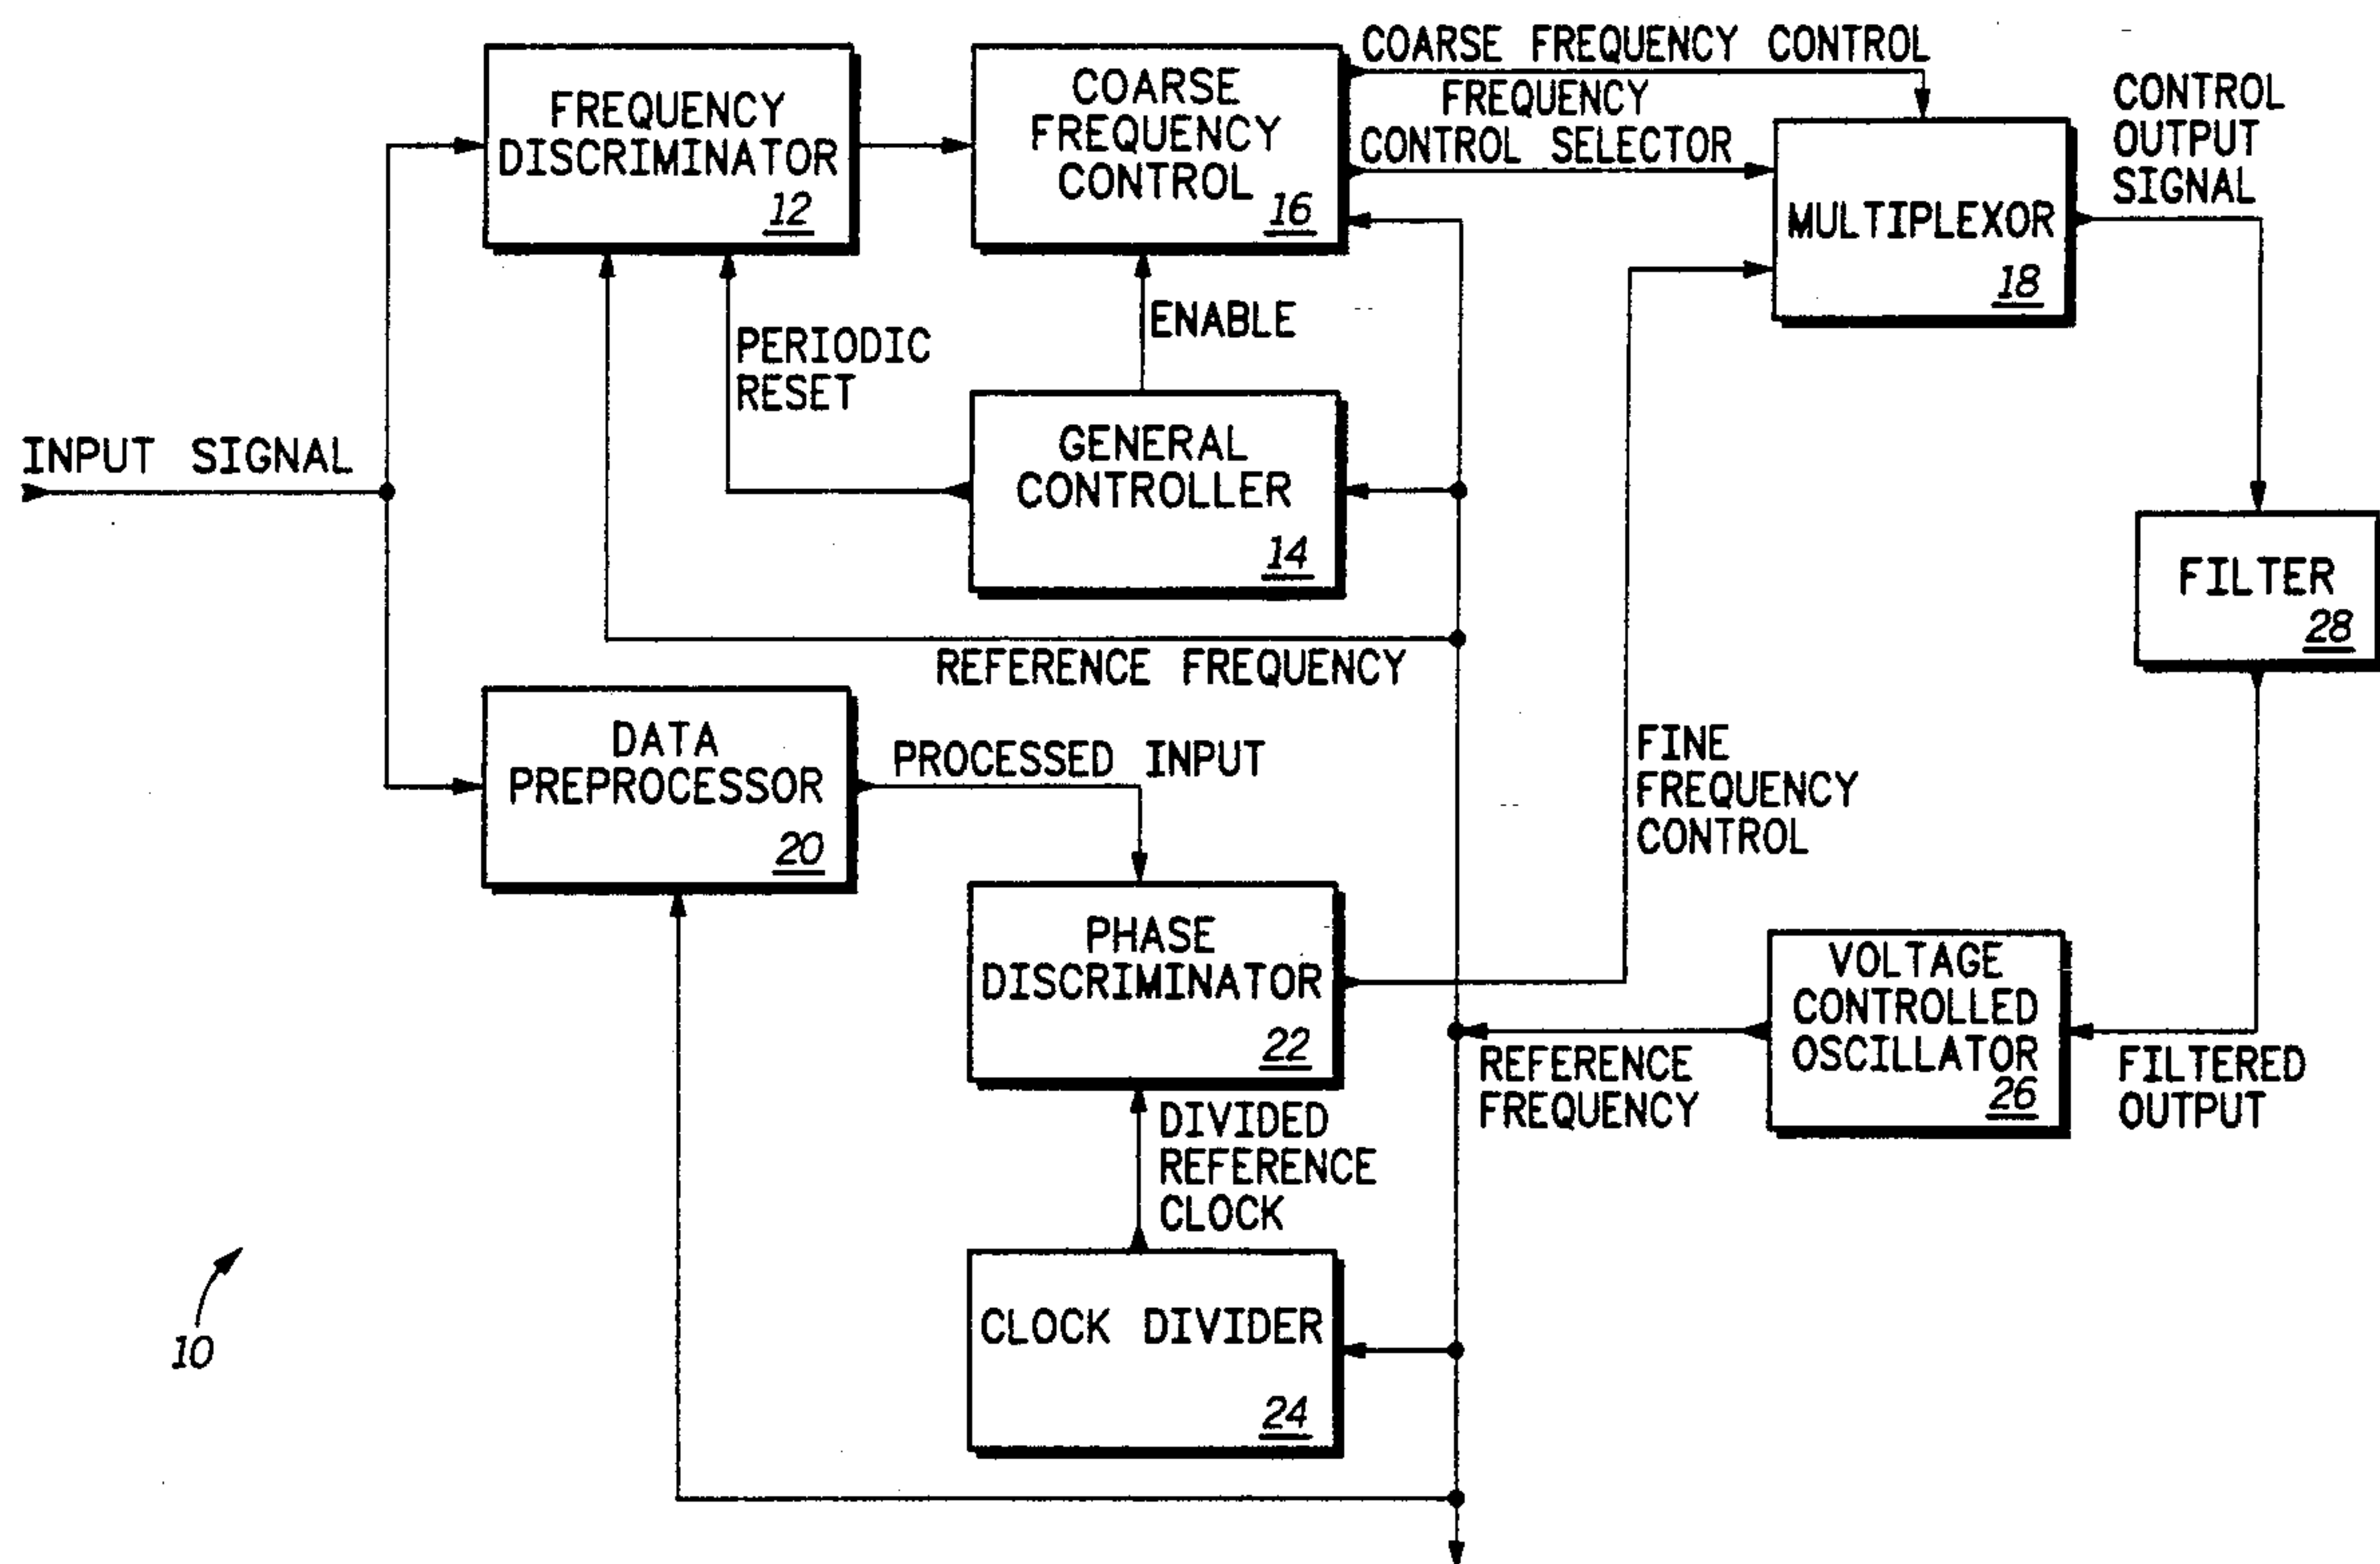 COARSE FREQUENCY CONTROL
FREQUENCY
CONTROL SELECTOR
FREQUENCY
DISCRIMINATOR
12
COARSE
FREQUENCY
CONTROL
16
CONTROL
OUTPUT
SIGNAL
MULTIPLEXOR
18
PERIODIC
RESET
ENABLE
INPUT SIGNAL
GENERAL
CONTROLLER
14
FILTER
28
REFERENCE FREQUENCY
DATA
PREPROCESSOR
20
PROCESSED INPUT
FINE
FREQUENCY
CONTROL
PHASE
DISCRIMINATOR
22
VOLTAGE
CONTROLLED
OSCILLATOR
26
REFERENCE
FREQUENCY
FILTERED
OUTPUT
DIVIDED
REFERENCE
CLOCK
CLOCK DIVIDER
24
10